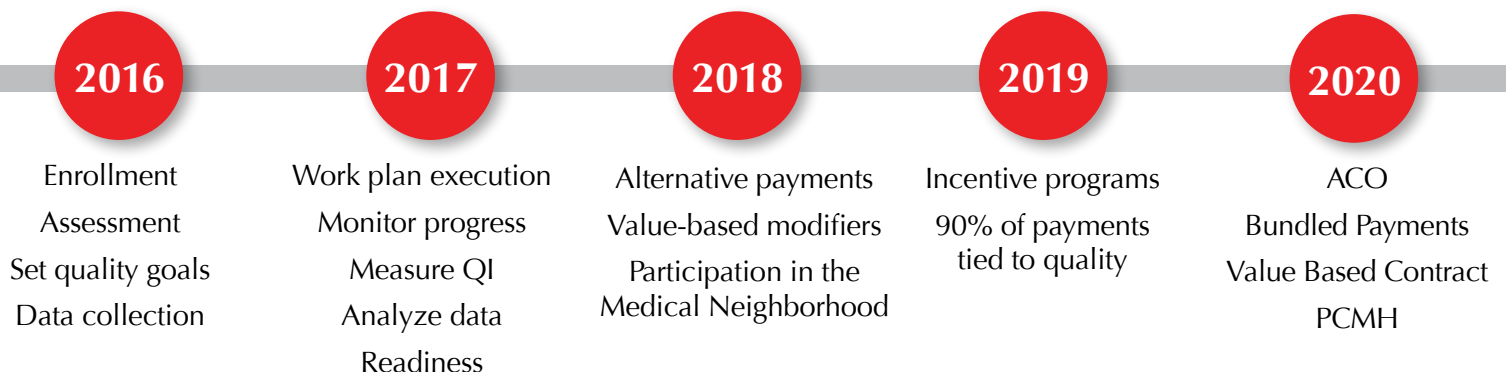 2016
Enrollment
Assessment
Set quality goals
Data collection
2017
Work plan execution
Monitor progress
Measure QI
Analyze data
Readiness
2018
Alternative payments
Value-based modifiers
Participation in the
Medical Neighborhood
2019
Incentive programs
90% of payments
tied to quality
2020
ACO
Bundled Payments
Value Based Contract
PCMH